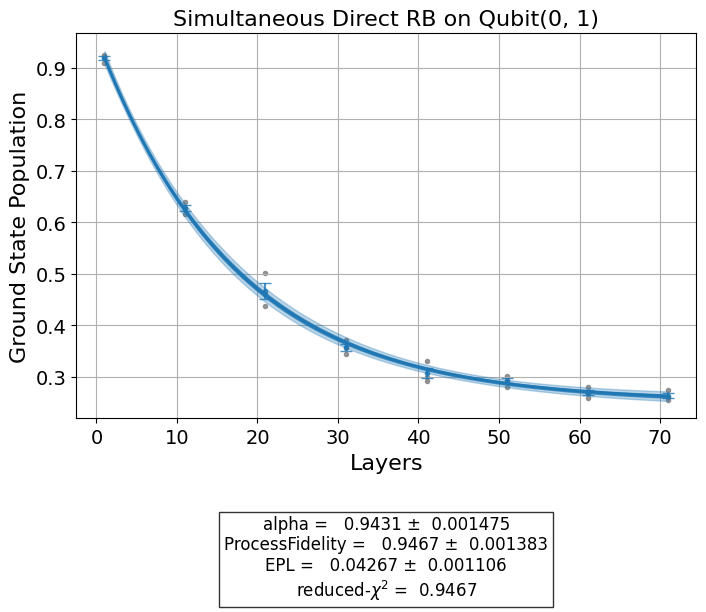 Simultaneous Direct RB on Qubit(0, 1)
Ground State Population
0.9
0.8
0.7
0.6
0.5
0.4
0.3
0 10 20 30 40 50 60 70
Layers
alpha = 0.9431 ± 0.001475
ProcessFidelity = 0.9467 ± 0.001383
EPL = 0.04267 ± 0.001106
reduced-χ² = 0.9467